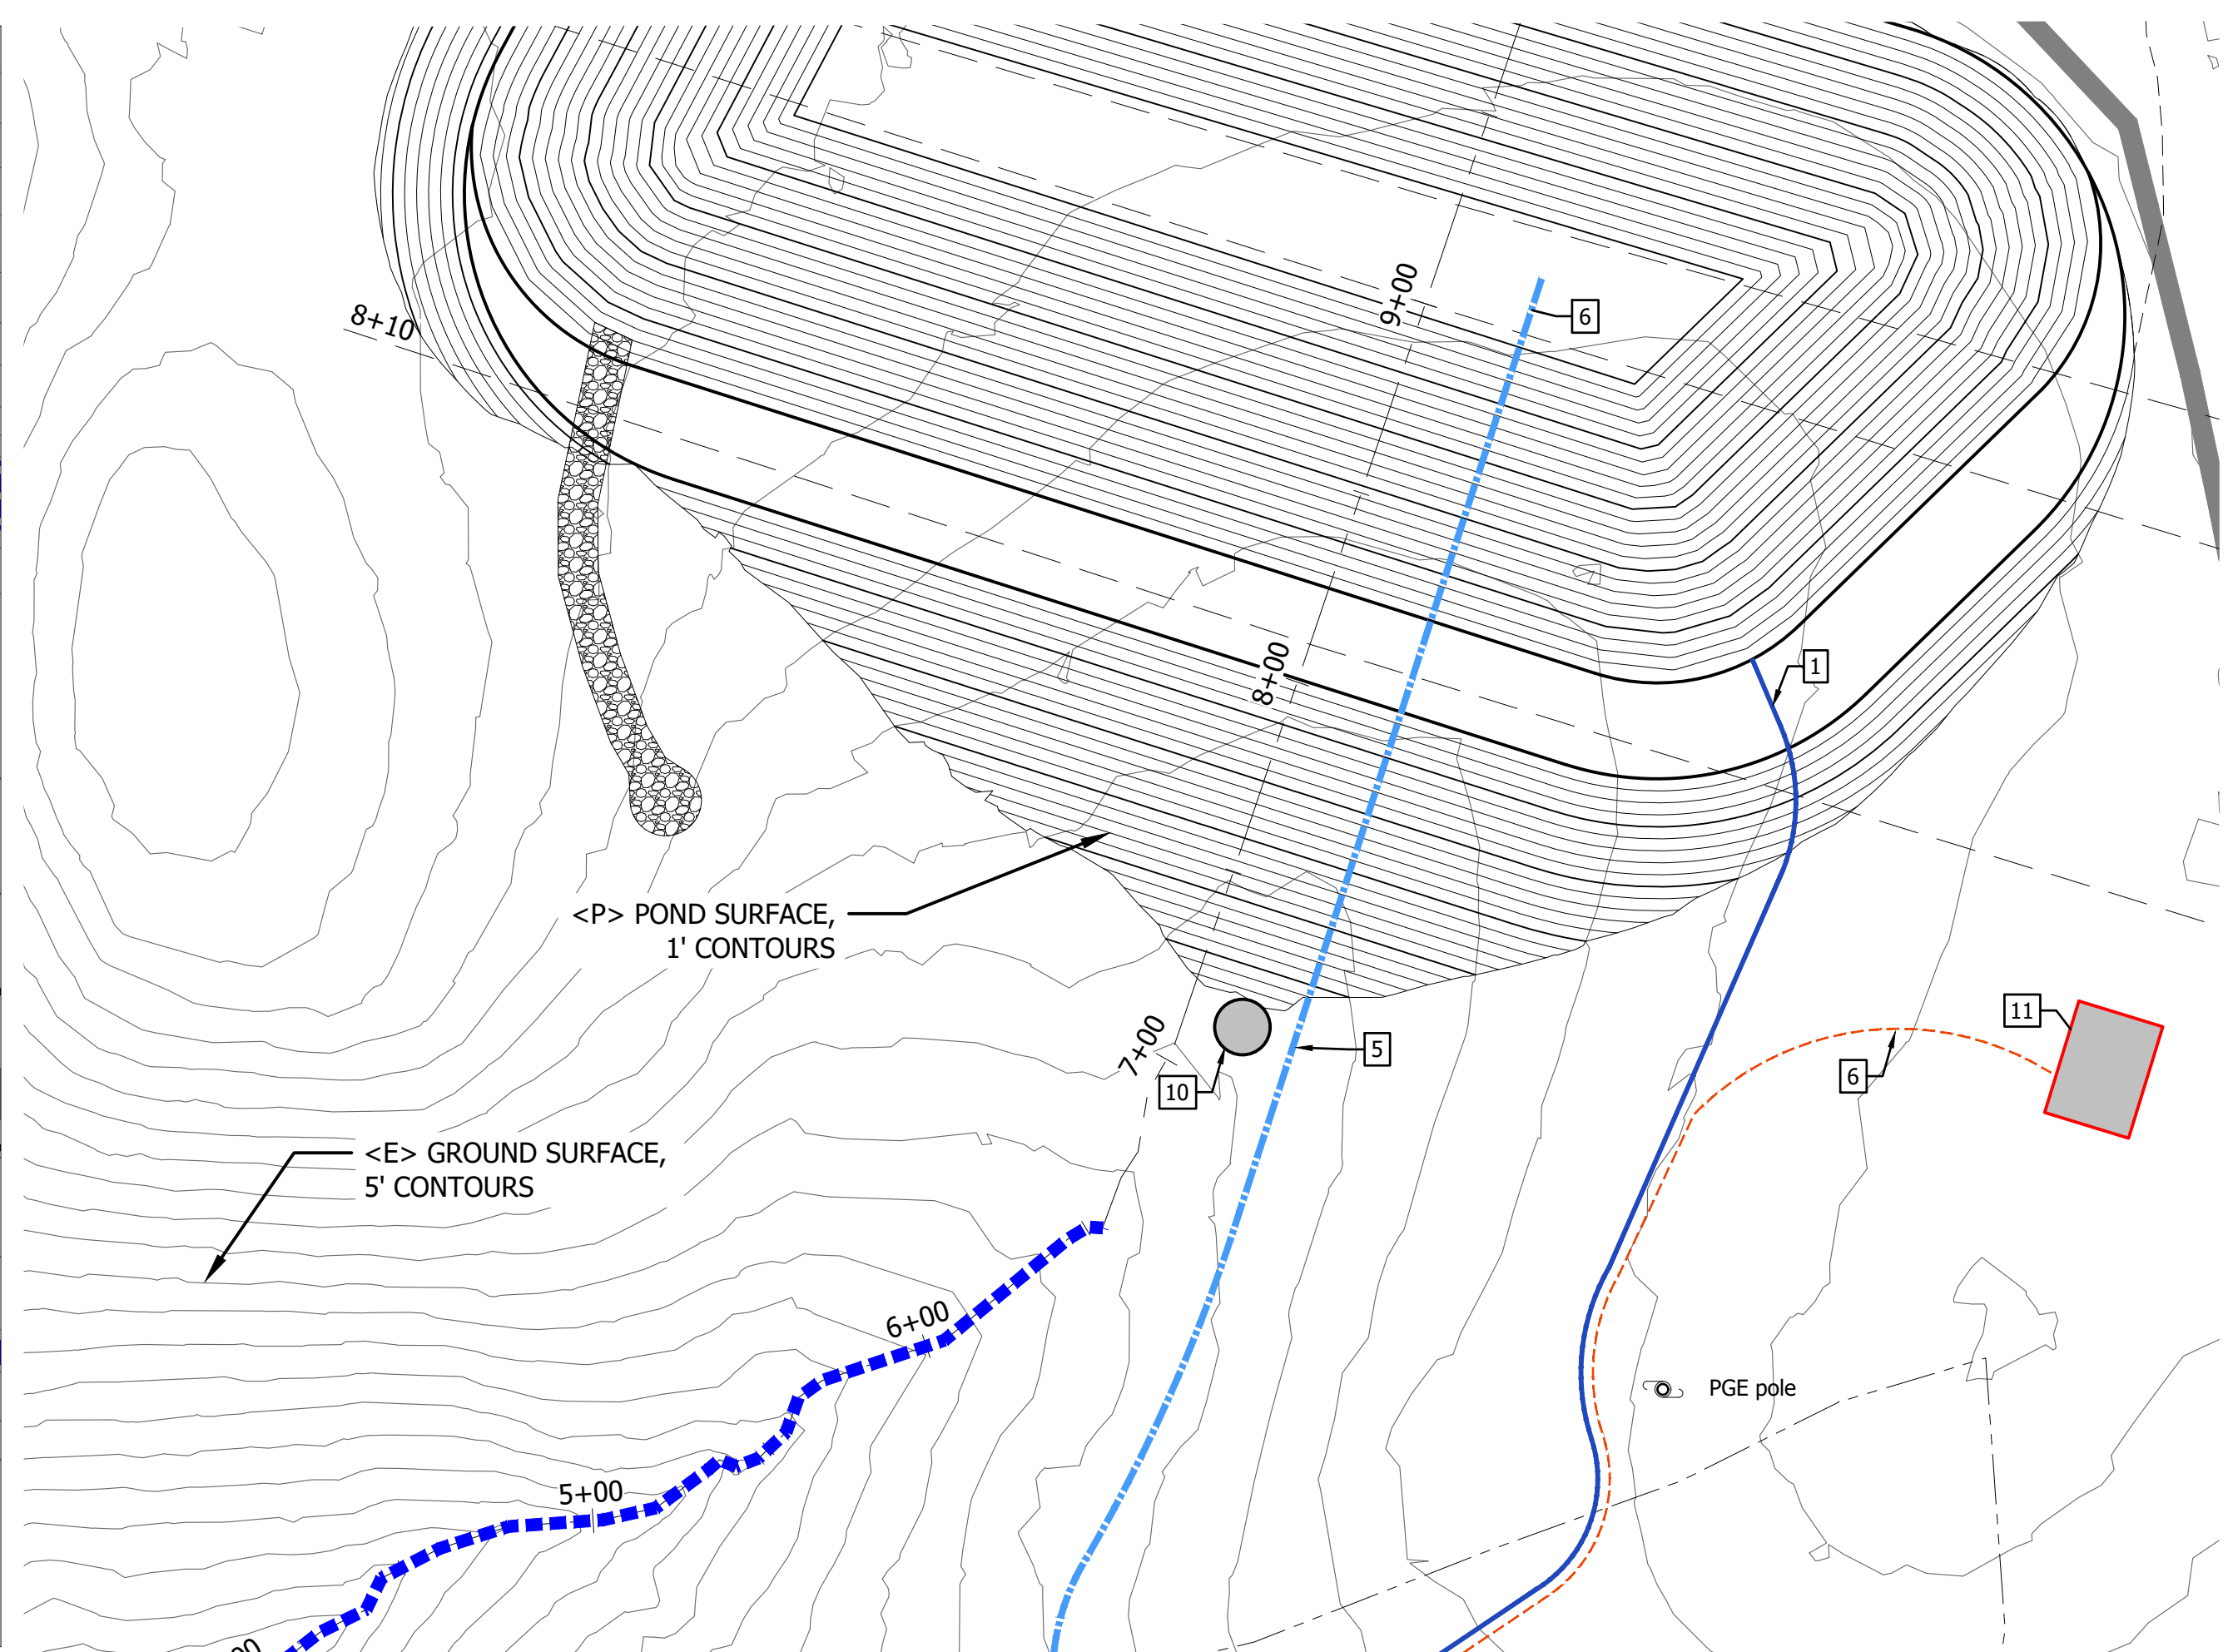 9+00
6
8+10
8+00
1
<P> POND SURFACE,
1' CONTOURS
11
7+00
5
10
6
<E> GROUND SURFACE,
5' CONTOURS
6+00
PGE pole
5+00